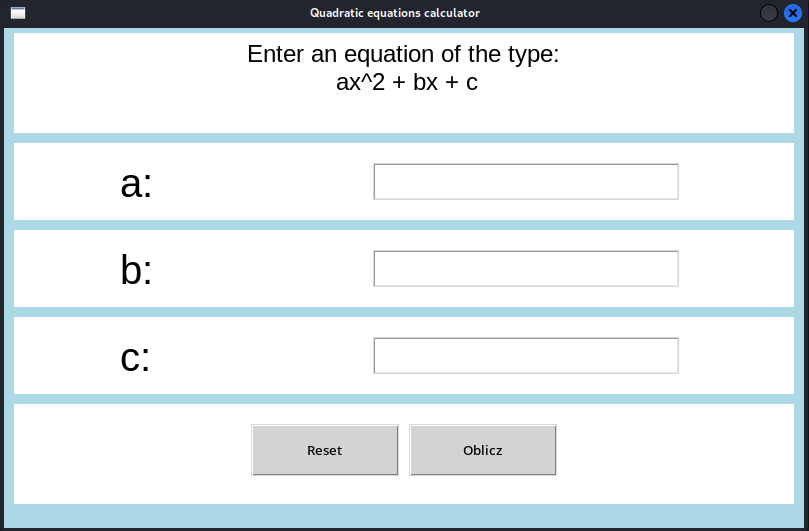 Quadratic equations calculator
Enter an equation of the type:
ax^2 + bx + c
a:
b:
c:
Reset Oblicz